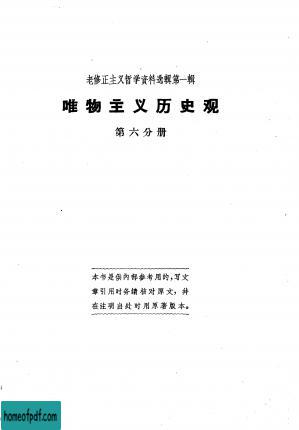 老修正主义哲学资料选辑第一辑
唯物主义历史观
第六分册
本书是供内部参考用的,写文
章引用时务请核对原文，并
在注明出处时用原著版本。
homeofpdf.com